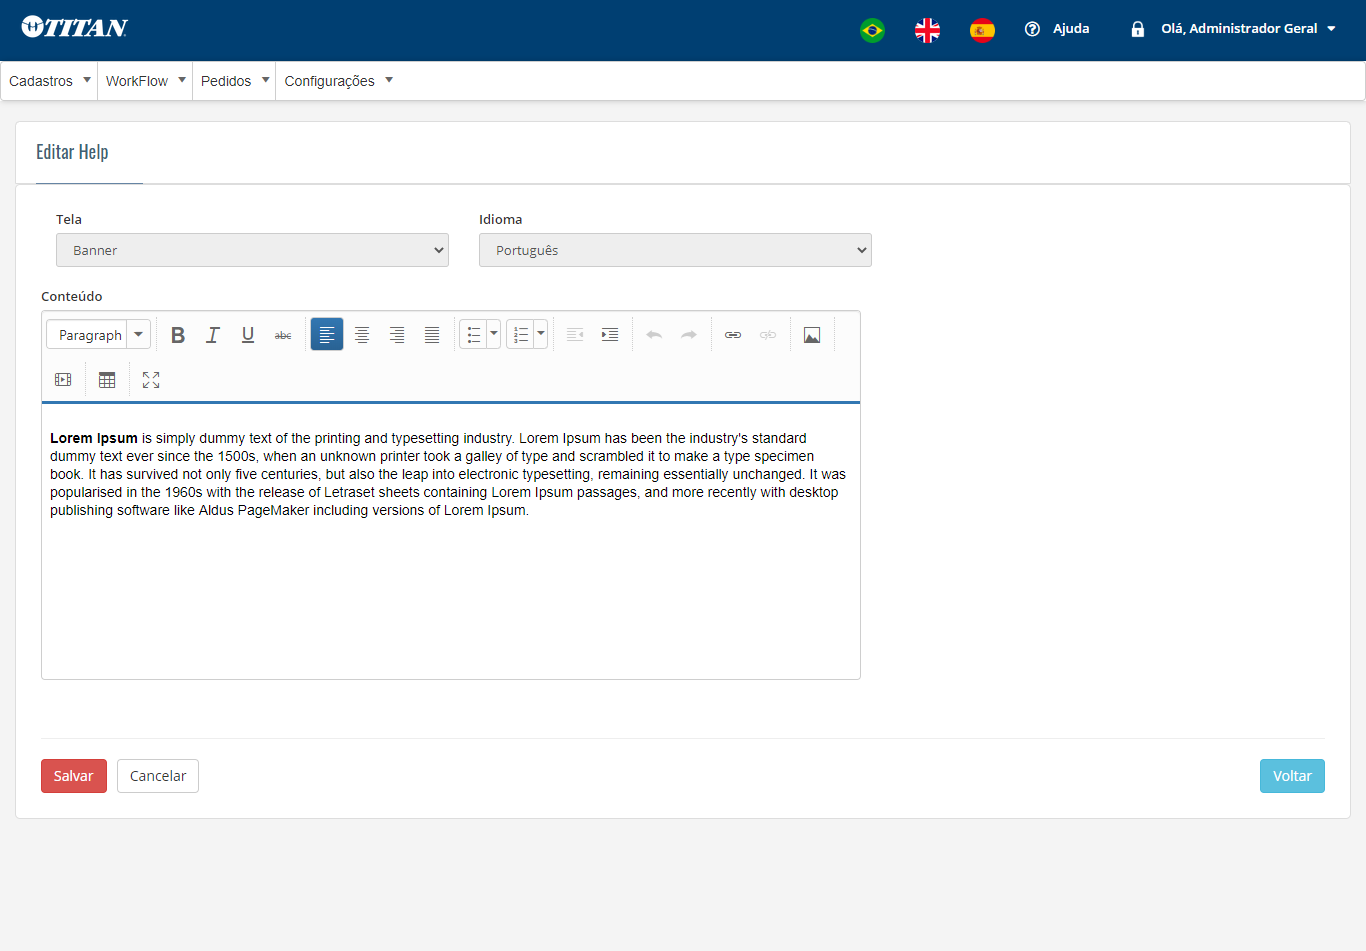 TITAN
Ajuda
Olá, Administrador Geral
Cadastros
WorkFlow
Pedidos
Configurações
Editar Help
Tela
Idioma
Banner
Português
Conteúdo
Paragraph
B I U abc
Lorem Ipsum is simply dummy text of the printing and typesetting industry. Lorem Ipsum has been the industry's standard
dummy text ever since the 1500s, when an unknown printer took a galley of type and scrambled it to make a type specimen
book. It has survived not only five centuries, but also the leap into electronic typesetting, remaining essentially unchanged. It was
popularised in the 1960s with the release of Letraset sheets containing Lorem Ipsum passages, and more recently with desktop
publishing software like Aldus PageMaker including versions of Lorem Ipsum.
Salvar
Cancelar
Voltar